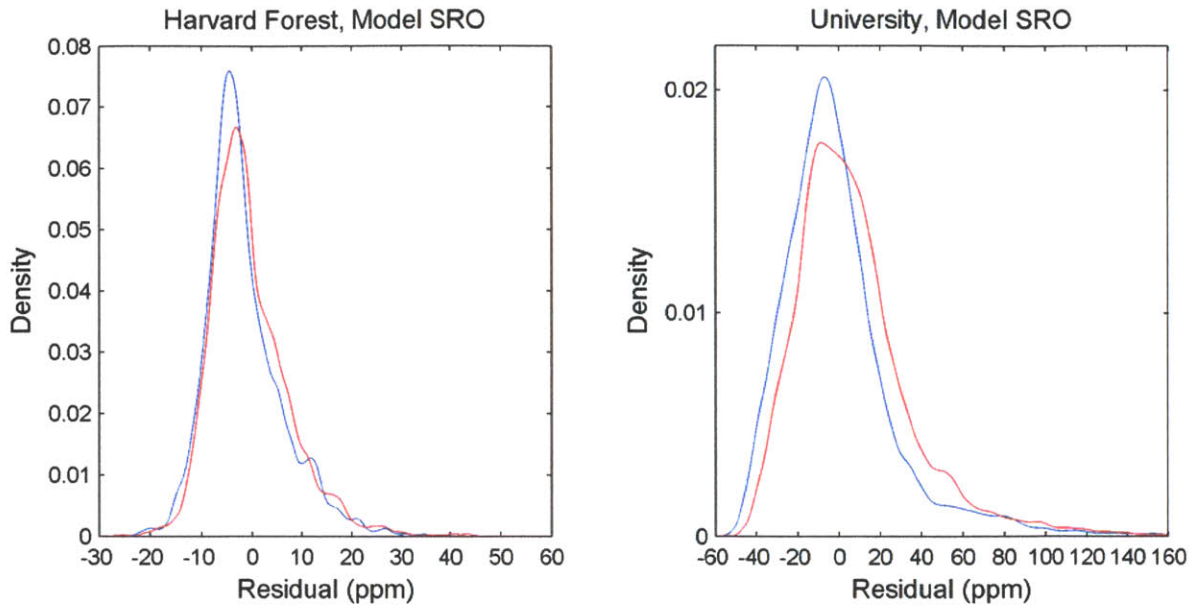 Harvard Forest, Model SRO
0.08
0.07
0.06
0.05
0.04
0.03
0.02
0.01
0
Density
-30 -20 -10 0 10 20 30 40 50 60
Residual (ppm)
University, Model SRO
0.02
0.01
0
Density
-60 -40 -20 0 20 40 60 80 100 120 140 160
Residual (ppm)